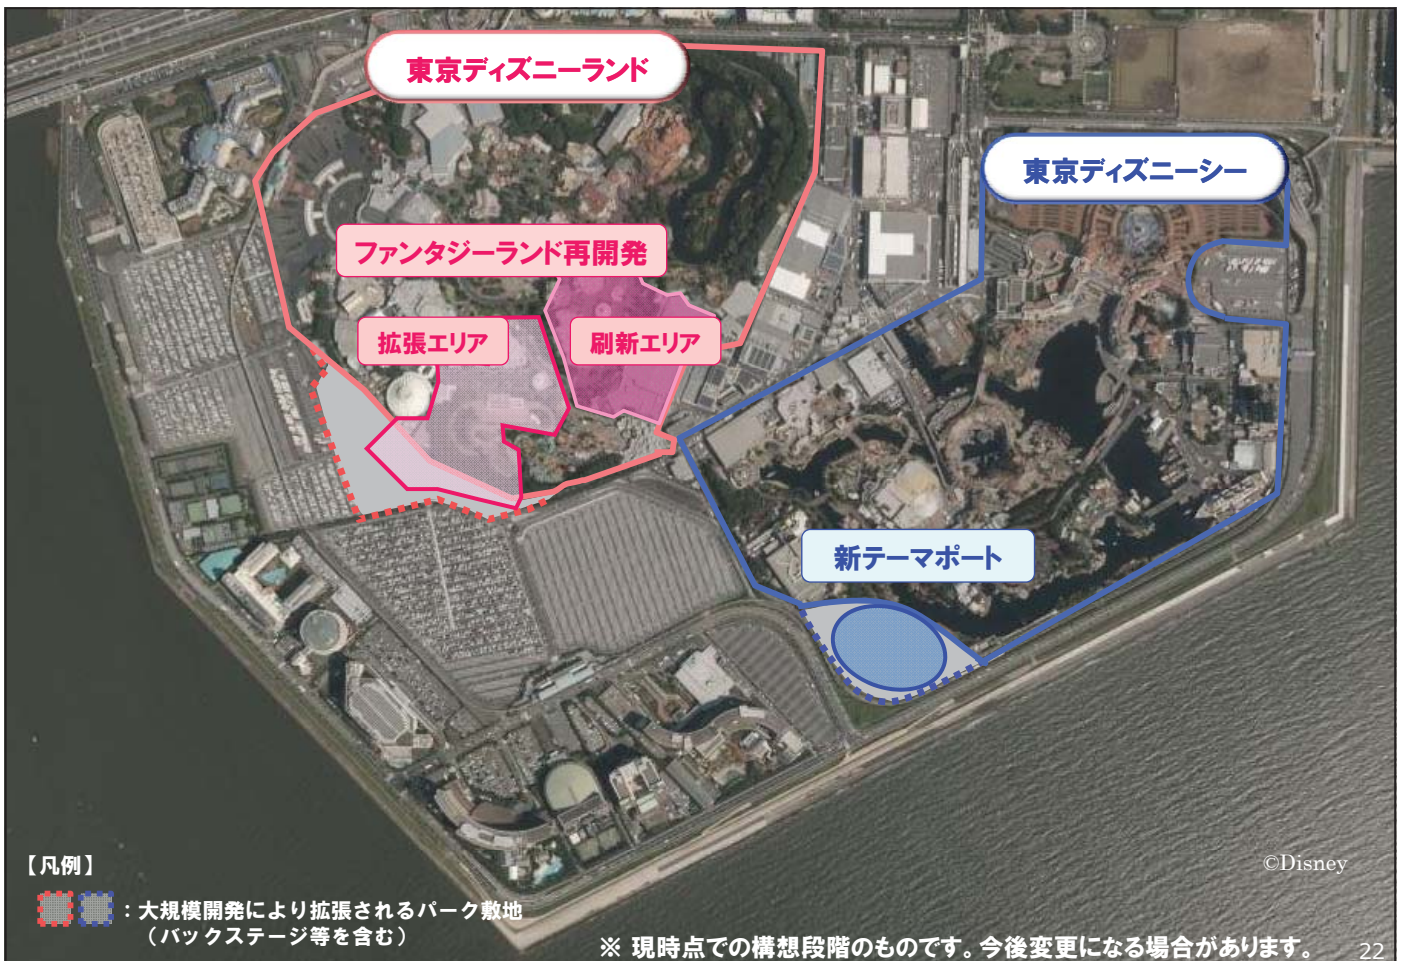 東京ディズニーランド
東京ディズニーシー
ファンタジーランド再開発
拡張エリア
刷新エリア
新テーマポート
©Disney
【凡例】
：大規模開発により拡張されるパーク敷地
（バックステージ等を含む）
※ 現時点での構想段階のものです。今後変更になる場合があります。
22